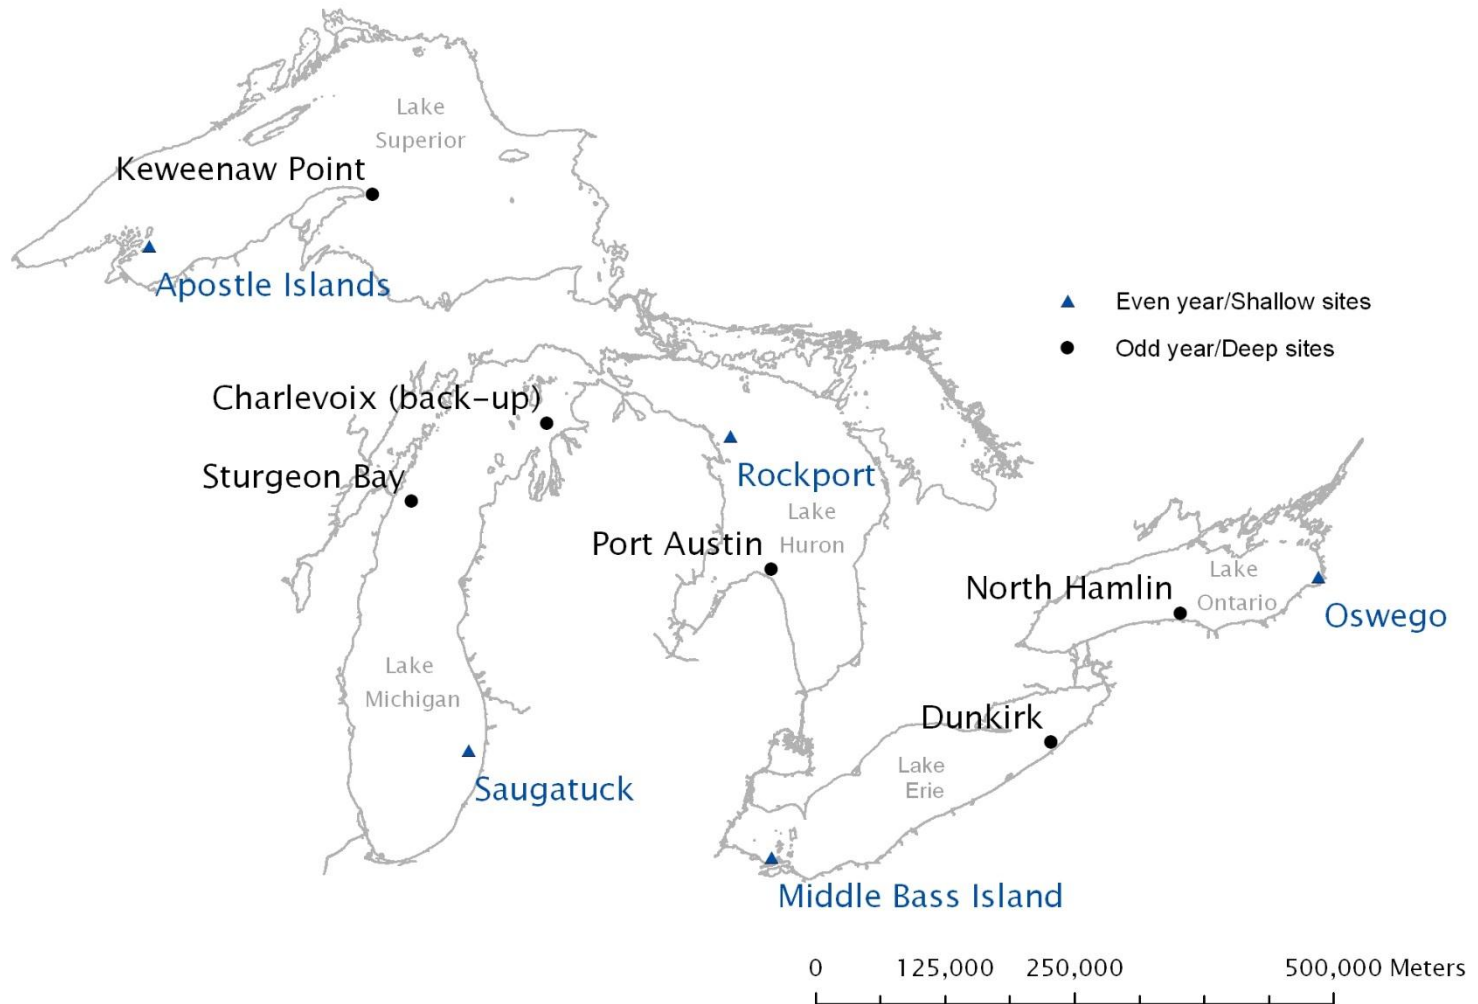 Lake
Superior
Keweenaw Point
Apostle Islands
Even year/Shallow sites
Odd year/Deep sites
Charlevoix (back-up)
Sturgeon Bay
Rockport
Lake
Huron
Port Austin
North Hamlin
Lake
Ontario
Oswego
Lake
Michigan
Dunkirk
Lake
Erie
Saugatuck
Middle Bass Island
0 125,000 250,000 500,000 Meters